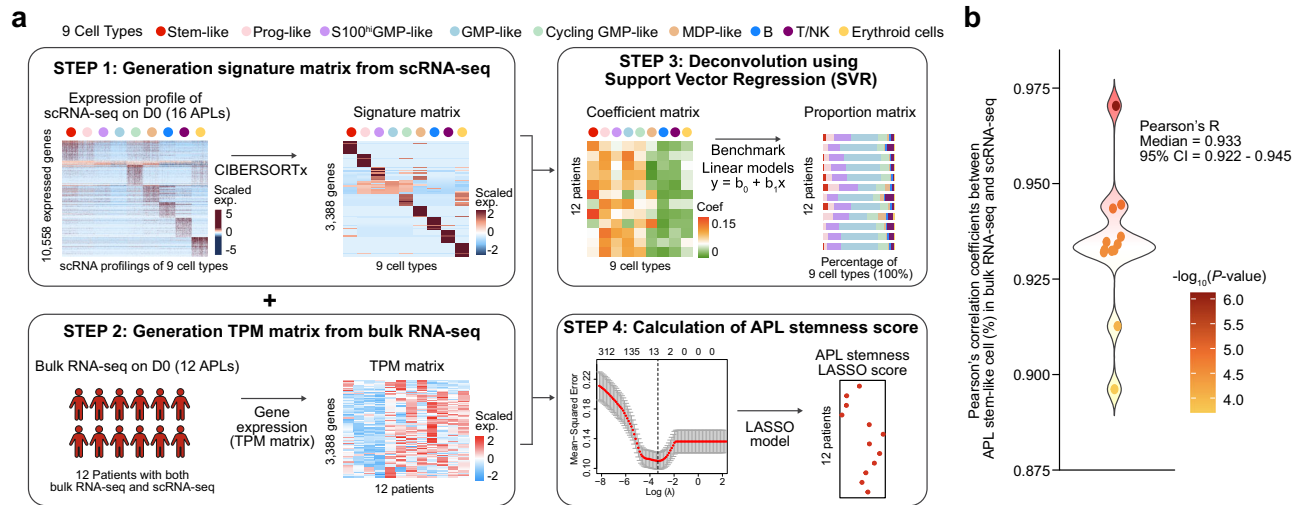 a
9 Cell Types Stem-like Prog-like S100ʰⁱGMP-like GMP-like Cycling GMP-like MDP-like B T/NK Erythroid cells
STEP 1: Generation signature matrix from scRNA-seq
Expression profile of
scRNA-seq on D0 (16 APLs)
10,558 expressed genes
scRNA profilings of 9 cell types
CIBERSORTx
Scaled
exp.
5
0
-5
Signature matrix
3,388 genes
9 cell types
Scaled
exp.
2
0
-2
+
STEP 2: Generation TPM matrix from bulk RNA-seq
Bulk RNA-seq on D0 (12 APLs)
12 Patients with both
bulk RNA-seq and scRNA-seq
Gene
expression
(TPM matrix)
TPM matrix
3,388 genes
12 patients
Scaled
exp.
2
0
-2
STEP 3: Deconvolution using
Support Vector Regression (SVR)
Coefficient matrix
12 patients
9 cell types
Benchmark
Linear models
y = b₀ + b₁x
Coef
0.15
0
Proportion matrix
12 patients
Percentage of
9 cell types (100%)
STEP 4: Calculation of APL stemness score
312 135 13 2 0 0 0
Mean-Squared Error
0.22
0.18
0.14
0.10
-8 -6 -4 -2 0 2
Log (λ)
LASSO
model
APL stemness
LASSO score
12 patients
b
Pearson's correlation coefficients between
APL stem-like cell (%) in bulk RNA-seq and scRNA-seq
0.975
0.950
0.925
0.900
0.875
Pearson's R
Median = 0.933
95% CI = 0.922 - 0.945
-log₁₀(P-value)
6.0
5.5
5.0
4.5
4.0